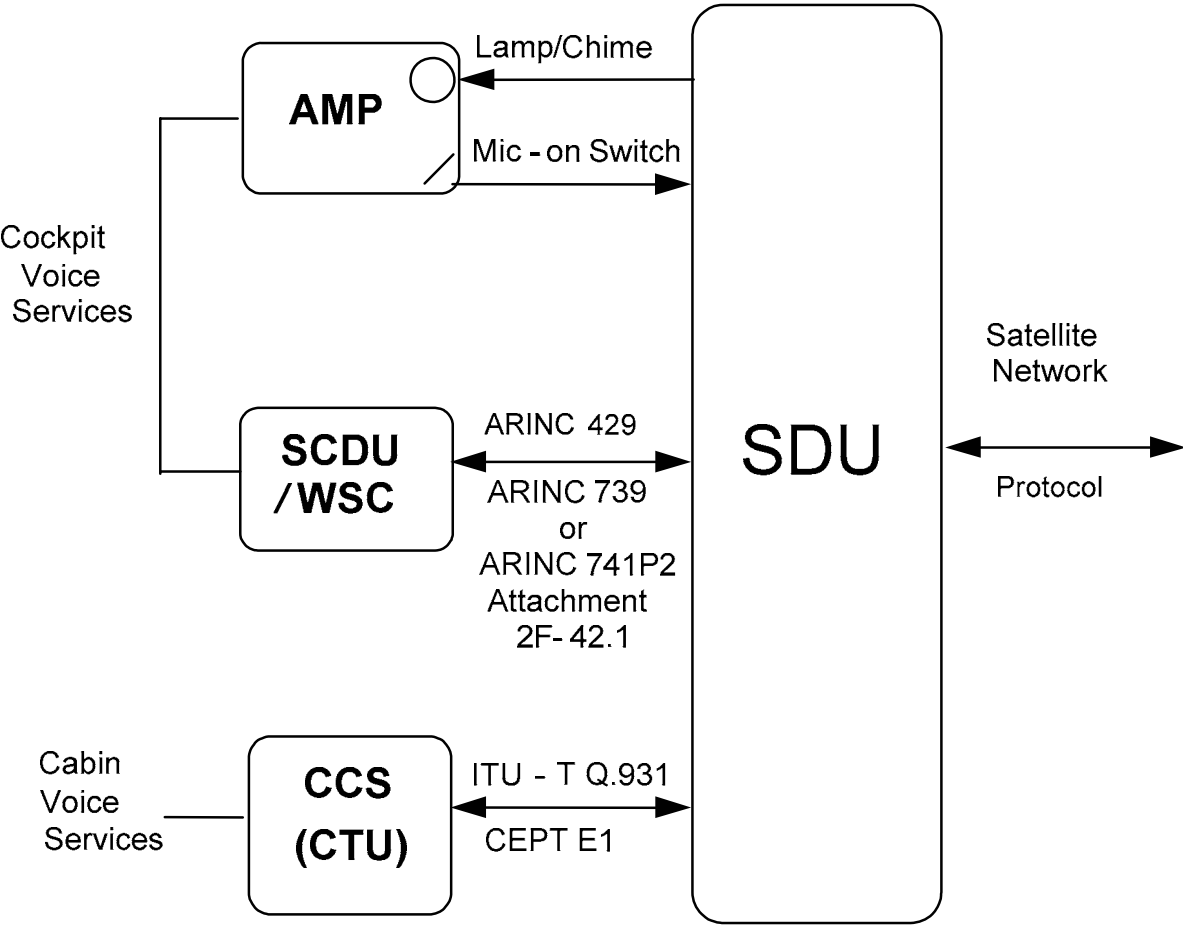 Lamp/Chime
AMP
Mic - on Switch
Cockpit
Voice
Services
SCDU
/WSC
ARINC 429
ARINC 739
or
ARINC 741P2
Attachment
2F- 42.1
SDU
Satellite
Network
Protocol
Cabin
Voice
Services
CCS
(CTU)
ITU - T Q.931
CEPT E1